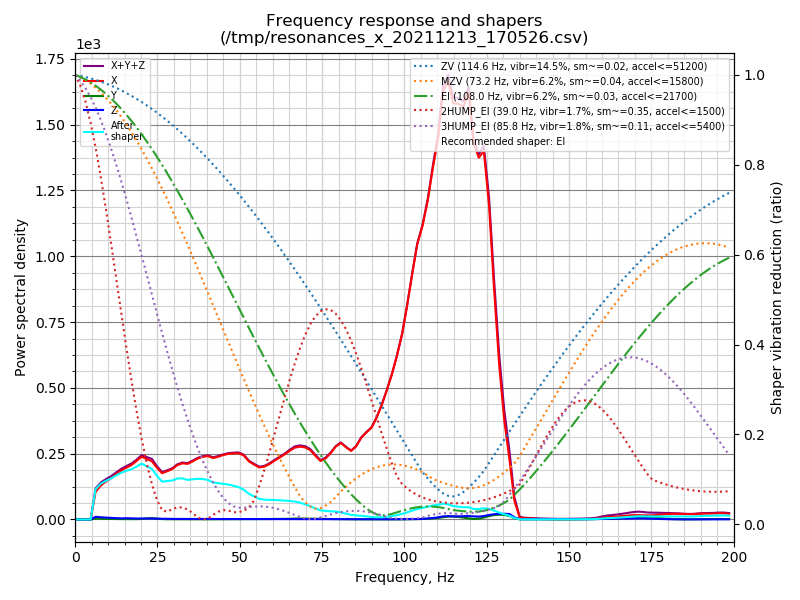 Frequency response and shapers
(/tmp/resonances_x_20211213_170526.csv)
1e3
X+Y+Z
X
Y
Z
After
shaper
ZV (114.6 Hz, vibr=14.5%, sm~=0.02, accel<=51200)
MZV (73.2 Hz, vibr=6.2%, sm~=0.04, accel<=15800)
EI (108.0 Hz, vibr=6.2%, sm~=0.03, accel<=21700)
2HUMP_EI (39.0 Hz, vibr=1.7%, sm~=0.35, accel<=1500)
3HUMP_EI (85.8 Hz, vibr=1.8%, sm~=0.11, accel<=5400)
Recommended shaper: EI
1.75
1.50
1.25
1.00
0.75
0.50
0.25
0.00
Power spectral density
1.0
0.8
0.6
0.4
0.2
0.0
Shaper vibration reduction (ratio)
0 25 50 75 100 125 150 175 200
Frequency, Hz